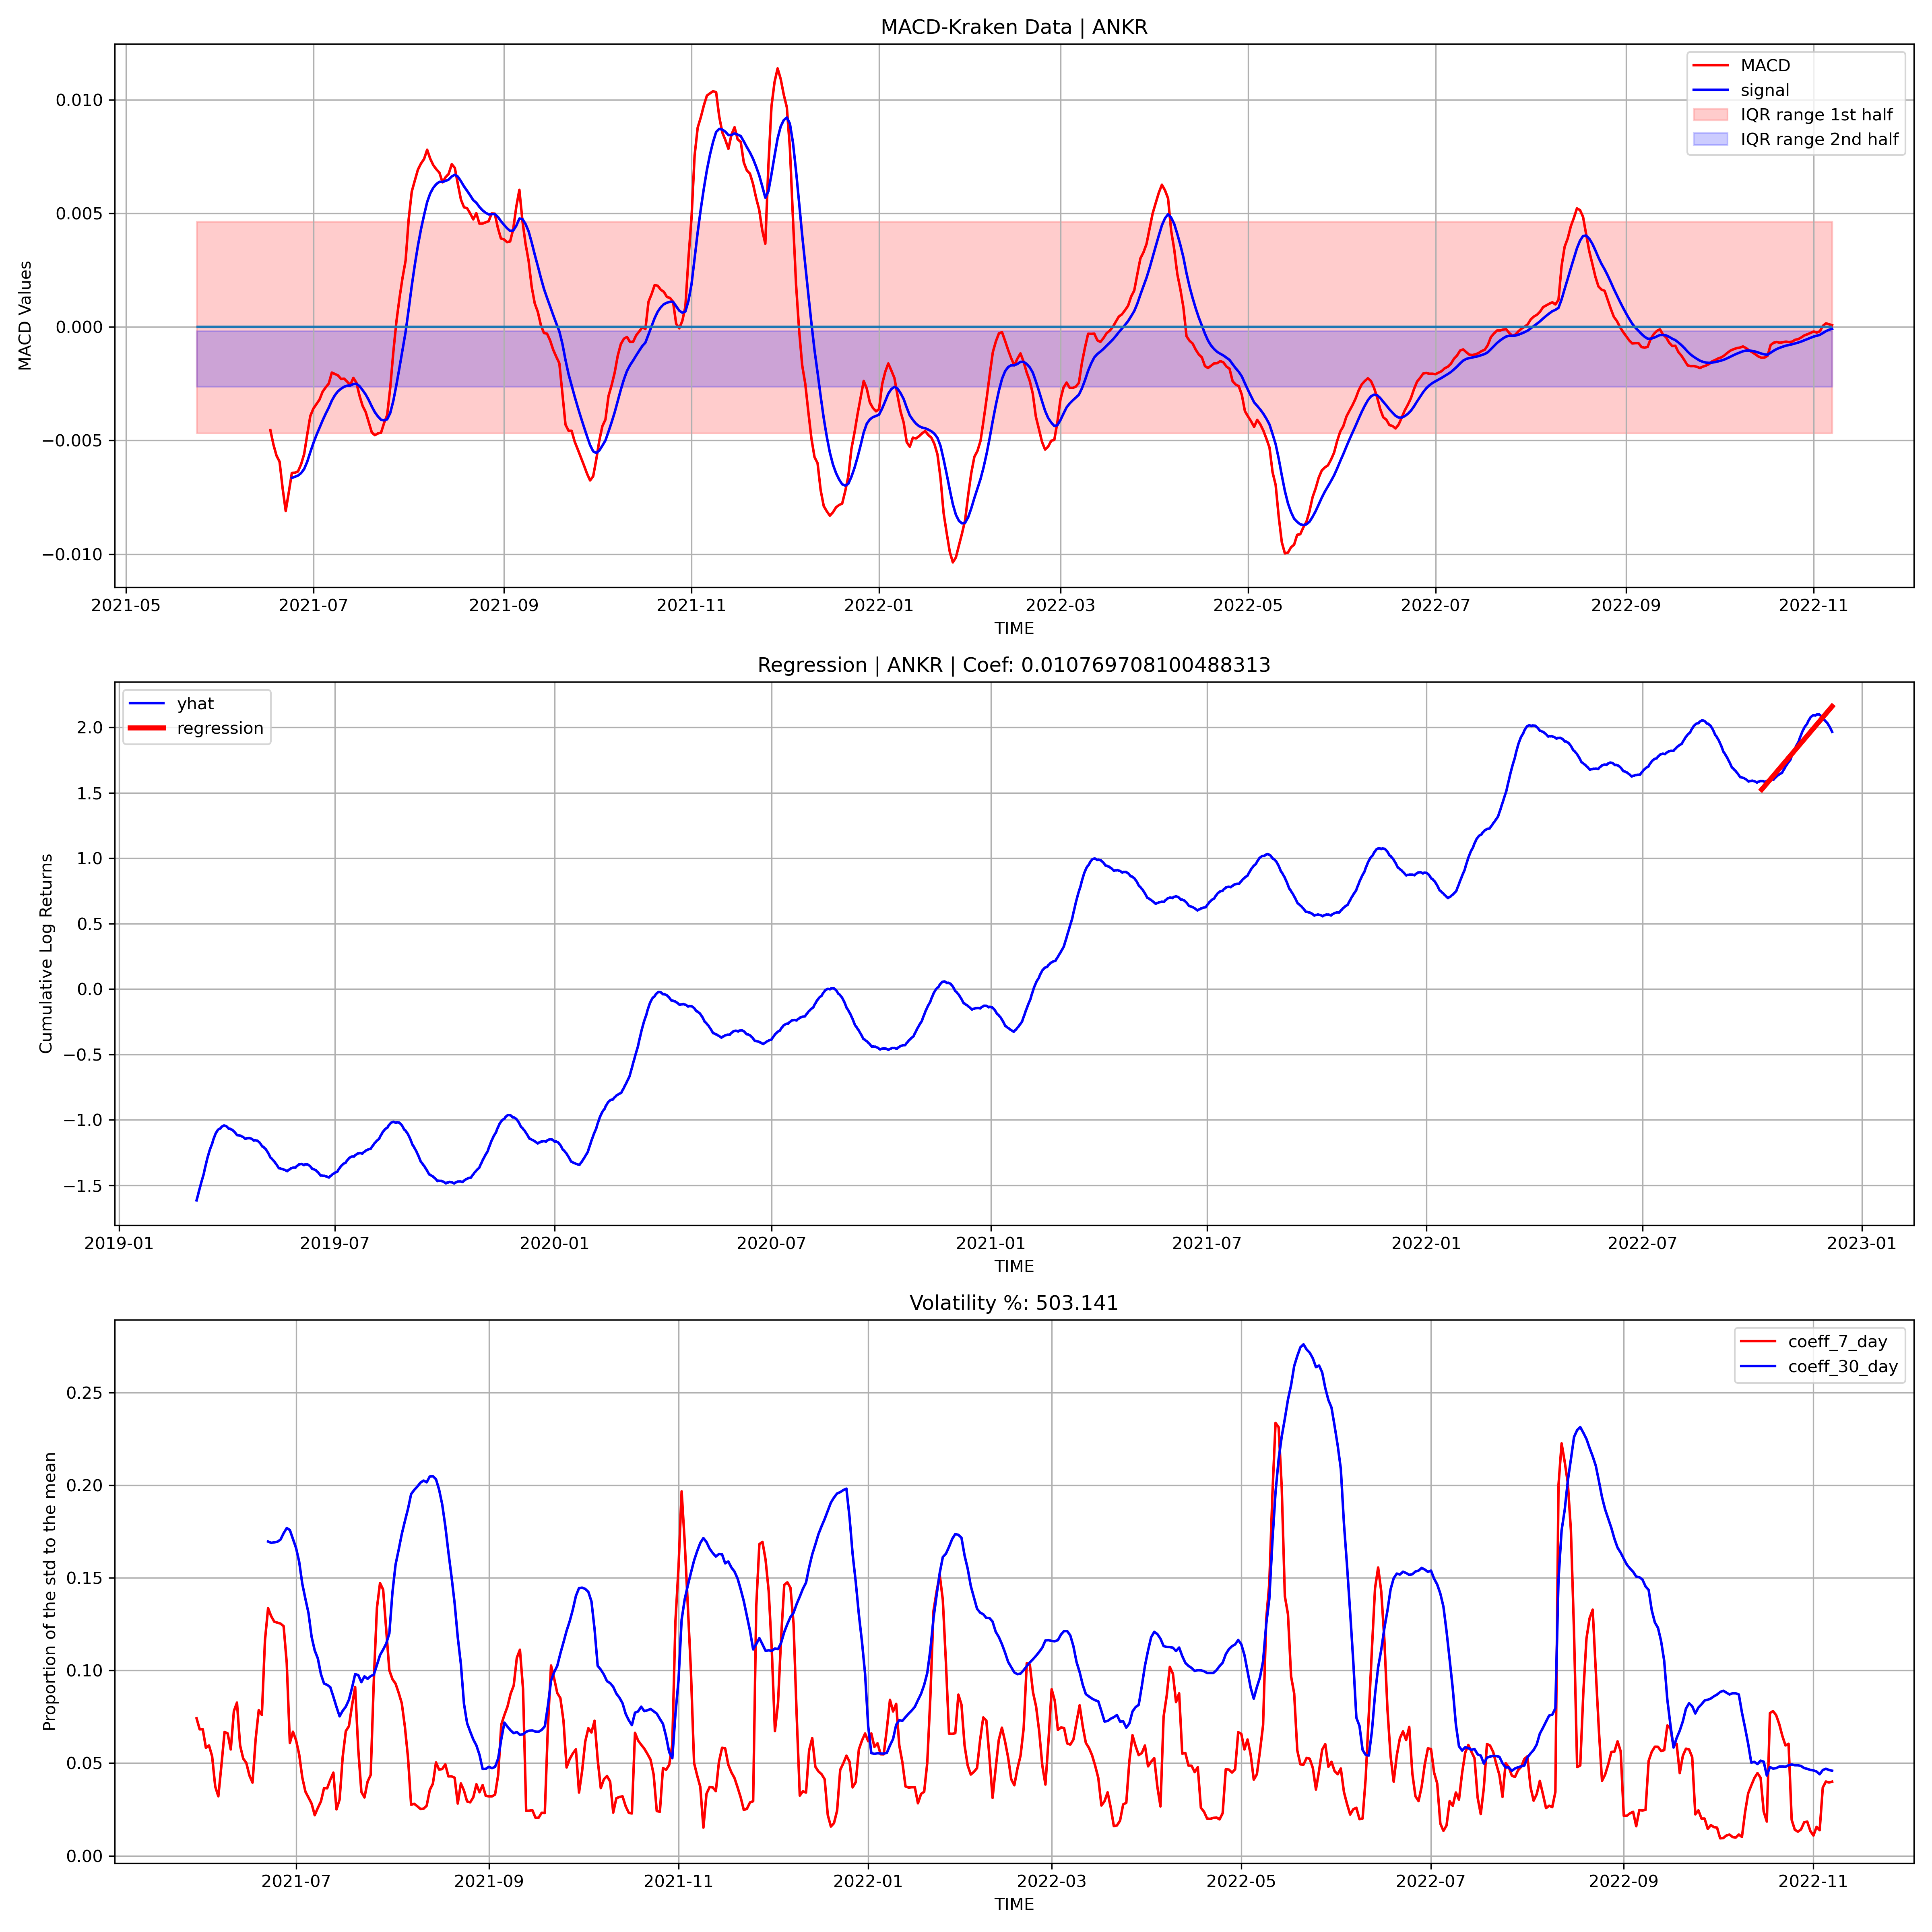 MACD-Kraken Data | ANKR
MACD
signal
IQR range 1st half
IQR range 2nd half
MACD Values
0.010
0.005
0.000
−0.005
−0.010
2021-05 2021-07 2021-09 2021-11 2022-01 2022-03 2022-05 2022-07 2022-09 2022-11
TIME
Regression | ANKR | Coef: 0.010769708100488313
yhat
regression
Cumulative Log Returns
2.0
1.5
1.0
0.5
0.0
−0.5
−1.0
−1.5
2019-01 2019-07 2020-01 2020-07 2021-01 2021-07 2022-01 2022-07 2023-01
TIME
Volatility %: 503.141
coeff_7_day
coeff_30_day
Proportion of the std to the mean
0.25
0.20
0.15
0.10
0.05
0.00
2021-07 2021-09 2021-11 2022-01 2022-03 2022-05 2022-07 2022-09 2022-11
TIME